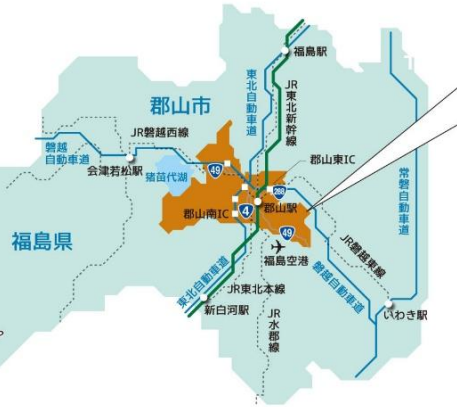 福島駅
東北自動車道
JR東北新幹線
郡山市
JR磐越西線
磐越
自動車道
会津若松駅
猪苗代湖
49
郡山東IC
288
郡山駅
郡山南IC
4
49
福島空港
常磐自動車道
福島県
JR磐越東線
磐越自動車道
東北自動車道
JR東北本線
新白河駅
JR水郡線
いわき駅